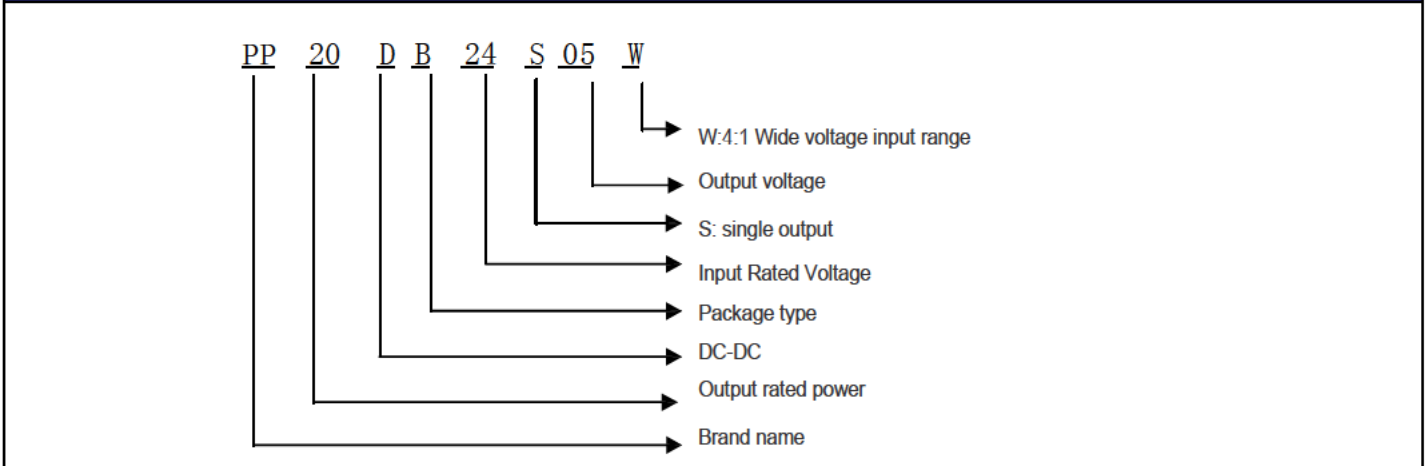 PP 20 D B 24 S 05 W
W:4:1 Wide voltage input range
Output voltage
S: single output
Input Rated Voltage
Package type
DC-DC
Output rated power
Brand name